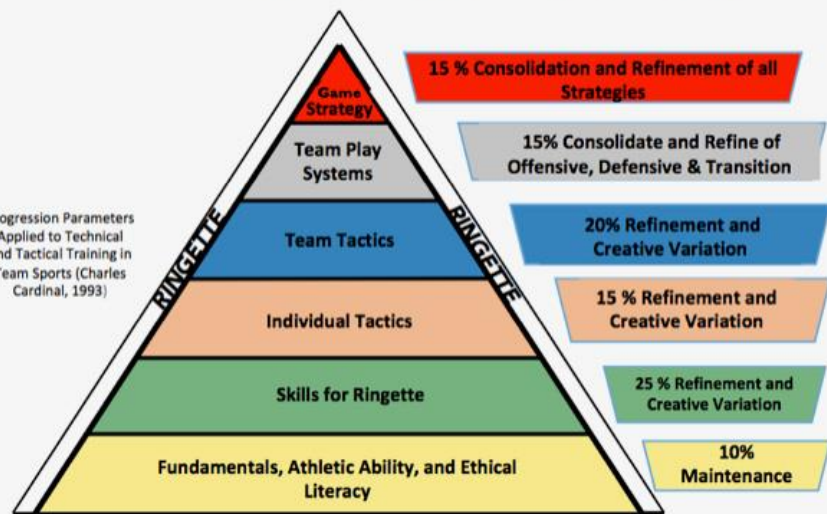 Game
Strategy
15 % Consolidation and Refinement of all
Strategies
Team Play
Systems
15% Consolidate and Refine of
Offensive, Defensive & Transition
ogression Parameters
Applied to Technical
nd Tactical Training in
eam Sports (Charles
Cardinal, 1993)
RINGETTE
RINGETTE
Team Tactics
20% Refinement and
Creative Variation
Individual Tactics
15 % Refinement and
Creative Variation
Skills for Ringette
25 % Refinement and
Creative Variation
Fundamentals, Athletic Ability, and Ethical
Literacy
10%
Maintenance